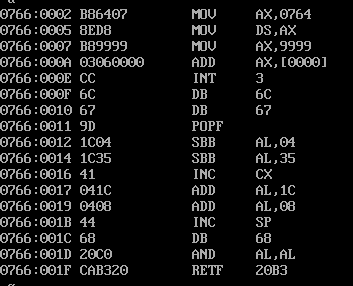 0766:0002 B86407 MOV AX,0764
0766:0005 8ED8 MOV DS,AX
0766:0007 B89999 MOV AX,9999
0766:000A 03060000 ADD AX,[0000]
0766:000E CC INT 3
0766:000F 6C DB 6C
0766:0010 67 DB 67
0766:0011 9D POPF
0766:0012 1C04 SBB AL,04
0766:0014 1C35 SBB AL,35
0766:0016 41 INC CX
0766:0017 041C ADD AL,1C
0766:0019 0408 ADD AL,08
0766:001B 44 INC SP
0766:001C 68 DB 68
0766:001D 20C0 AND AL,AL
0766:001F CAB320 RETF 20B3